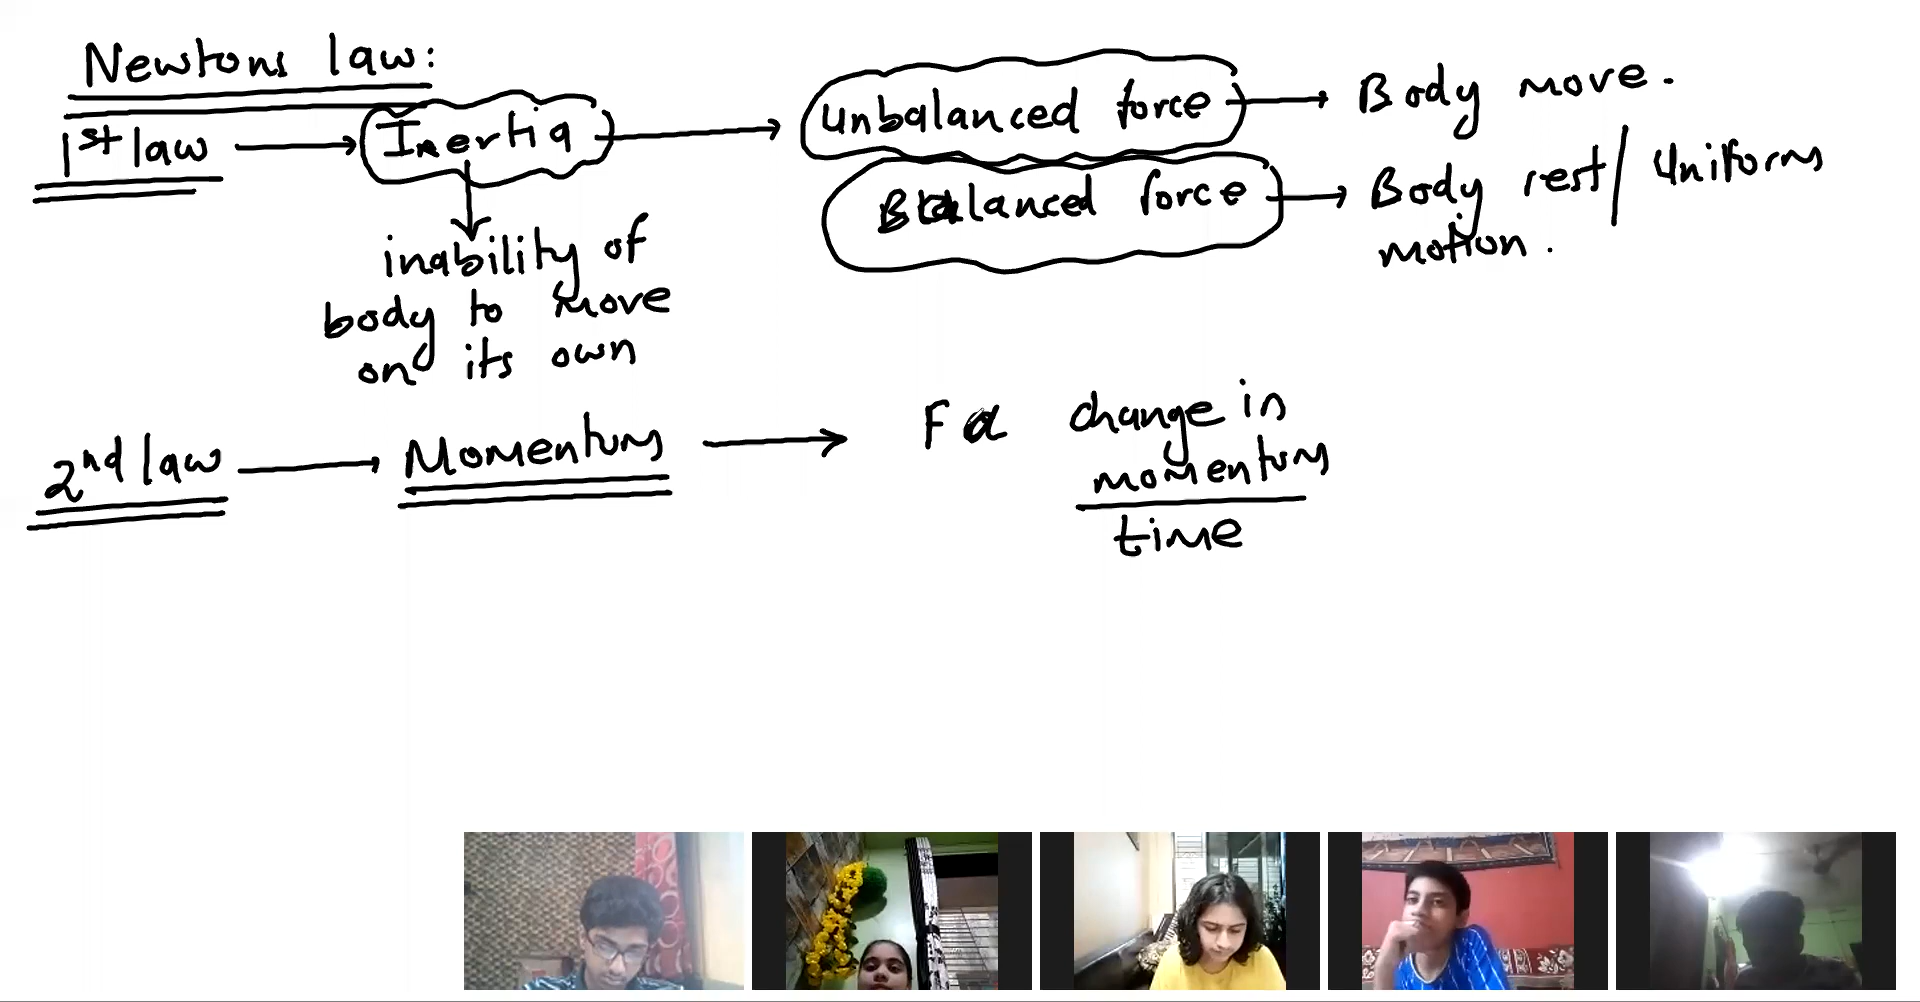 Newtons law:
1st law → Inertia → Unbalanced force → Body move.
Balanced force → Body rest / Uniform
motion.
inability of
body to move
on its own
2nd law → Momentum → F α change in
momentum
time